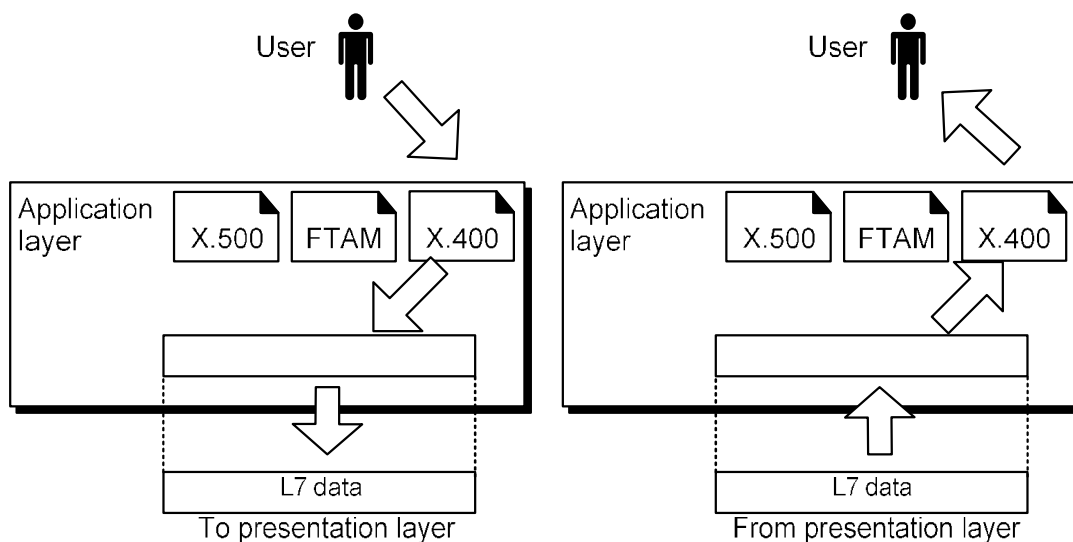 User
Application
layer
X.500 FTAM X.400
L7 data
To presentation layer
User
Application
layer
X.500 FTAM X.400
L7 data
From presentation layer